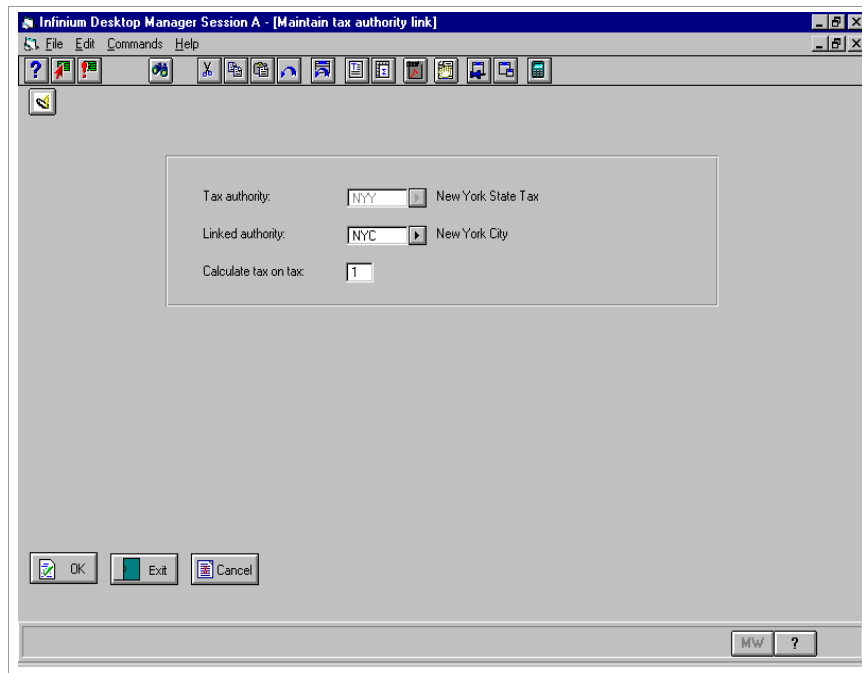 Infinium Desktop Manager Session A - [Maintain tax authority link]
File Edit Commands Help
Tax authority: NYY New York State Tax
Linked authority: NYC New York City
Calculate tax on tax: 1
OK Exit Cancel
MW ?